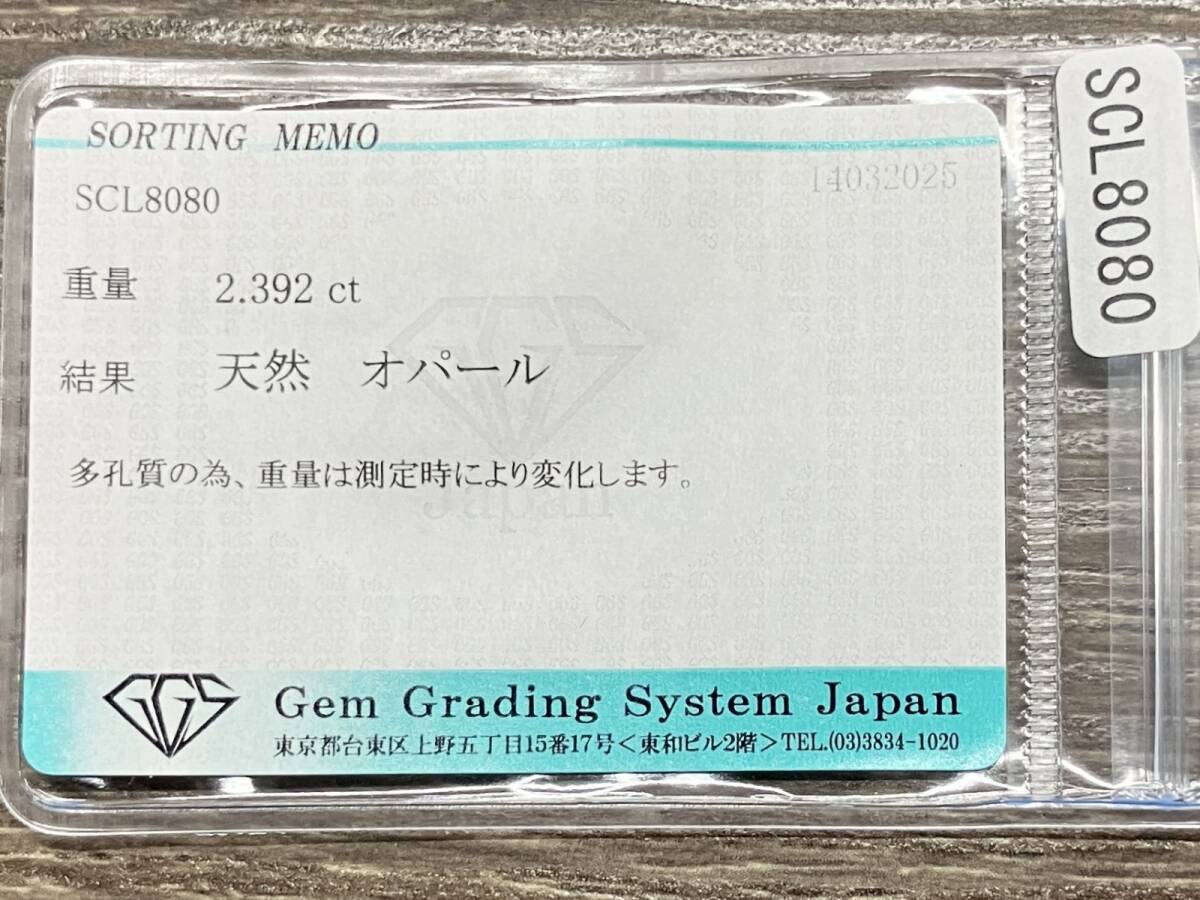 SORTING MEMO
14032025
SCL8080
重量 2.392 ct
結果 天然 オパール
多孔質の為、重量は測定時により変化します。
Japan
GGS Gem Grading System Japan
東京都台東区上野五丁目15番17号<東和ビル2階>TEL.(03)3834-1020
SCL8080